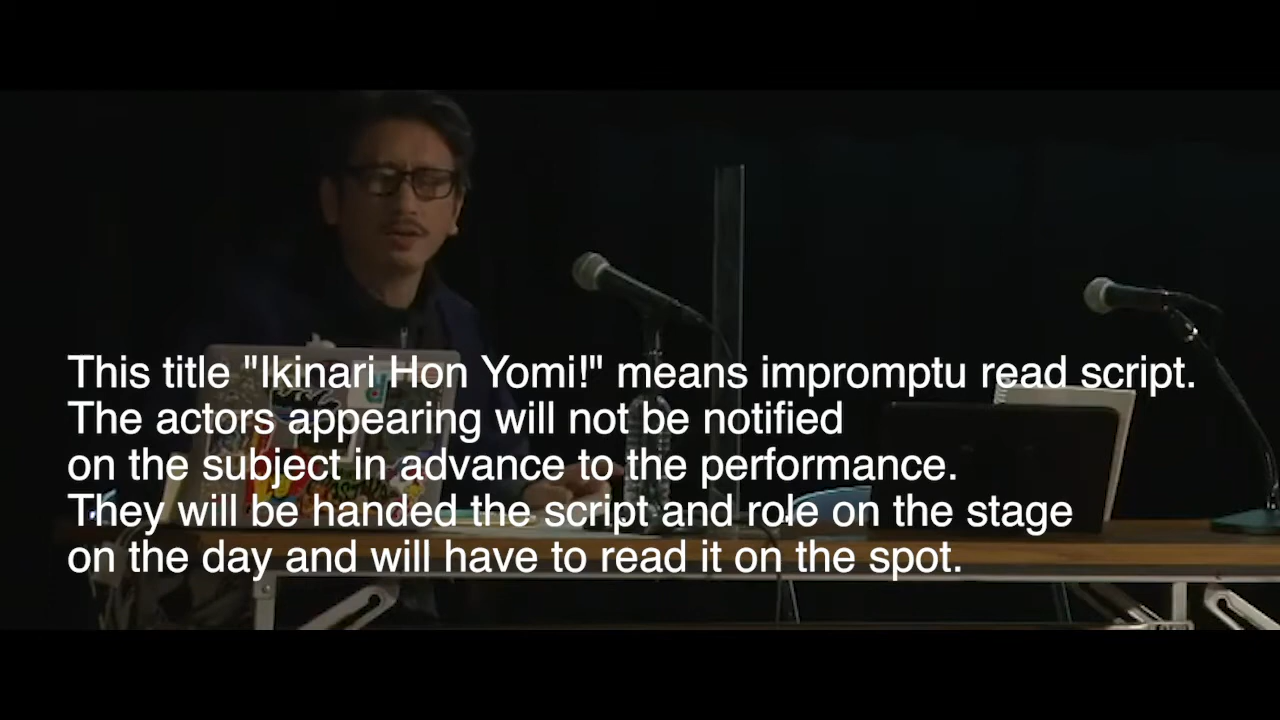 This title "Ikinari Hon Yomi!" means impromptu read script.
The actors appearing will not be notified
on the subject in advance to the performance.
They will be handed the script and role on the stage
on the day and will have to read it on the spot.